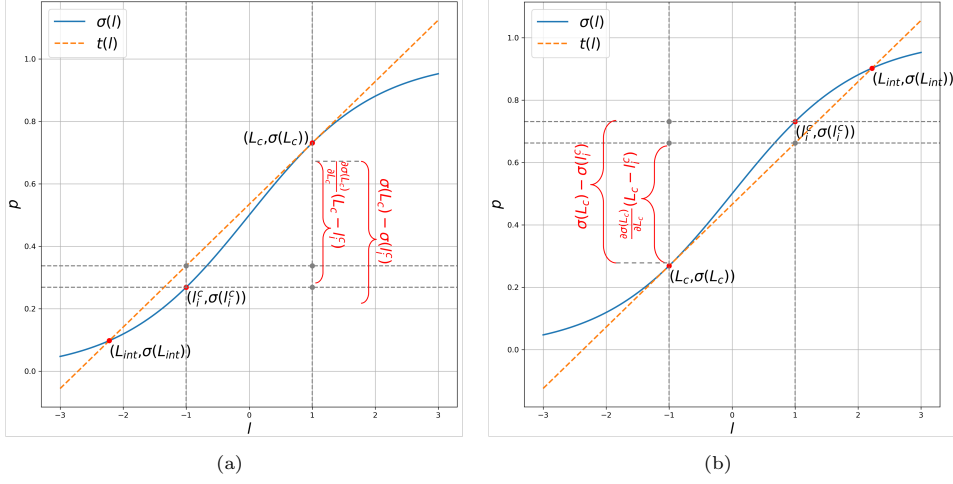 σ(l)
t(l)
1.0
0.8
0.6
0.4
0.2
0.0
p
−3
−2
−1
0
1
2
3
l
(L_c,σ(L_c))
(l_i^c,σ(l_i^c))
(L_int,σ(L_int))
∂σ(L_c)/∂L_c (L_c − l_i^c)
σ(L_c) − σ(l_i^c)
(a)
σ(l)
t(l)
1.0
0.8
0.6
0.4
0.2
0.0
p
−3
−2
−1
0
1
2
3
l
(L_int,σ(L_int))
(l_i^c,σ(l_i^c))
(L_c,σ(L_c))
σ(L_c) − σ(l_i^c)
∂σ(L_c)/∂L_c (L_c − l_i^c)
(b)